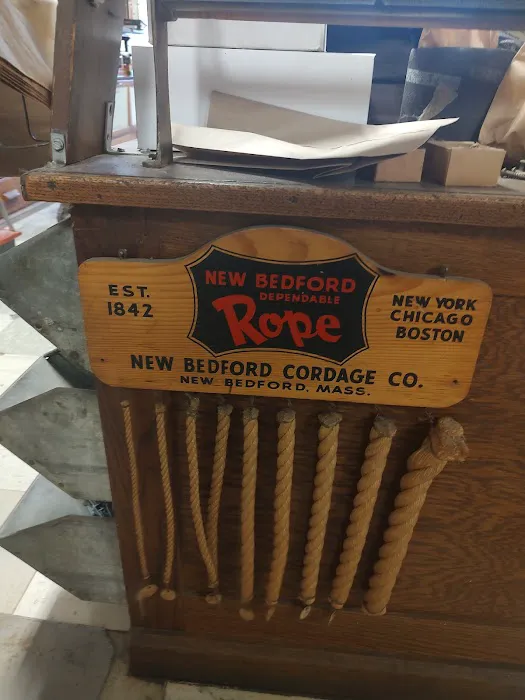 EST.
1842
NEW BEDFORD
DEPENDABLE
Rope
NEW YORK
CHICAGO
BOSTON
NEW BEDFORD CORDAGE CO.
NEW BEDFORD, MASS.